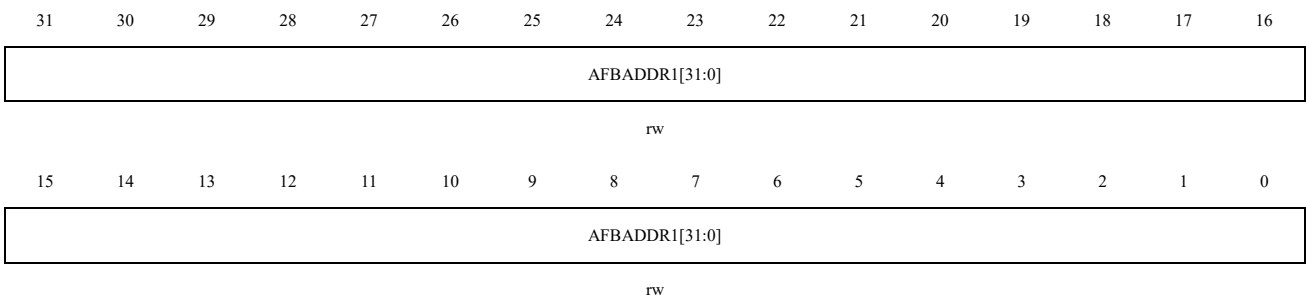 31 30 29 28 27 26 25 24 23 22 21 20 19 18 17 16
AFBADDR1[31:0]
rw
15 14 13 12 11 10 9 8 7 6 5 4 3 2 1 0
AFBADDR1[31:0]
rw